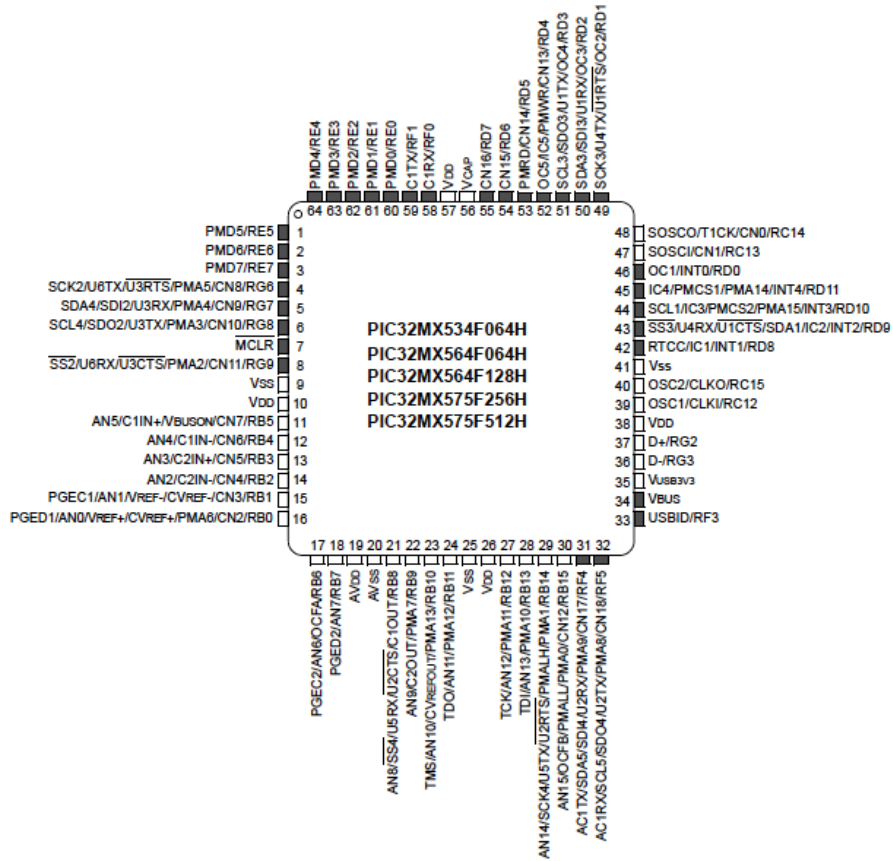 PMD4/RE4
PMD3/RE3
PMD2/RE2
PMD1/RE1
PMD0/RE0
C1TX/RF1
C1RX/RF0
VDD
VCAP
CN16/RD7
CN15/RD6
PMRD/CN14/RD5
OC5/IC5/PMWR/CN13/RD4
SCL3/SDO3/U1TX/OC4/RD3
SDA3/SDI3/U1RX/OC3/RD2
SCK3/U4TX/U1RTS/OC2/RD1
64 63 62 61 60 59 58 57 56 55 54 53 52 51 50 49
PMD5/RE5 1
PMD6/RE6 2
PMD7/RE7 3
SCK2/U6TX/U3RTS/PMA5/CN8/RG6 4
SDA4/SDI2/U3RX/PMA4/CN9/RG7 5
SCL4/SDO2/U3TX/PMA3/CN10/RG8 6
MCLR 7
SS2/U6RX/U3CTS/PMA2/CN11/RG9 8
VSS 9
VDD 10
AN5/C1IN+/VBUSON/CN7/RB5 11
AN4/C1IN-/CN6/RB4 12
AN3/C2IN+/CN5/RB3 13
AN2/C2IN-/CN4/RB2 14
PGEC1/AN1/VREF-/CVREF-/CN3/RB1 15
PGED1/AN0/VREF+/CVREF+/PMA6/CN2/RB0 16
PIC32MX534F064H
PIC32MX564F064H
PIC32MX564F128H
PIC32MX575F256H
PIC32MX575F512H
48 SOSCO/T1CK/CN0/RC14
47 SOSCI/CN1/RC13
46 OC1/INT0/RD0
45 IC4/PMCS1/PMA14/INT4/RD11
44 SCL1/IC3/PMCS2/PMA15/INT3/RD10
43 SS3/U4RX/U1CTS/SDA1/IC2/INT2/RD9
42 RTCC/IC1/INT1/RD8
41 Vss
40 OSC2/CLKO/RC15
39 OSC1/CLKI/RC12
38 VDD
37 D+/RG2
36 D-/RG3
35 VUSB3V3
34 VBUS
33 USBID/RF3
17 18 19 20 21 22 23 24 25 26 27 28 29 30 31 32
PGEC2/AN6/OCFA/RB6
PGED2/AN7/RB7
AVDD
AVSS
AN8/SS4/U5RX/U2CTS/C1OUT/RB8
AN9/C2OUT/PMA7/RB9
TMS/AN10/CVREFOUT/PMA13/RB10
TDO/AN11/PMA12/RB11
VSS
VDD
TCK/AN12/PMA11/RB12
TDI/AN13/PMA10/RB13
AN14/SCK4/U5TX/U2RTS/PMALH/PMA1/RB14
AN15/OCFB/PMALL/PMA0/CN12/RB15
AC1TX/SDA5/SDI4/U2RX/PMA9/CN17/RF4
AC1RX/SCL5/SDO4/U2TX/PMA8/CN18/RF5